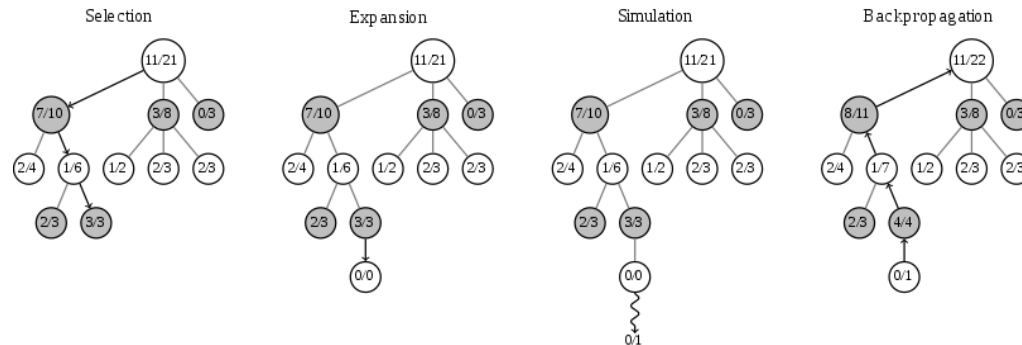 Selection Expansion Simulation Backpropagation
11/21 11/21 11/21 11/22
7/10 3/8 0/3 7/10 3/8 0/3 7/10 3/8 0/3 8/11 3/8 0/3
2/4 1/6 1/2 2/3 2/3 2/4 1/6 1/2 2/3 2/3 2/4 1/6 1/2 2/3 2/3 2/4 1/7 1/2 2/3 2/3
2/3 3/3 2/3 3/3 2/3 3/3 2/3 4/4
0/0 0/0 0/1
0/1